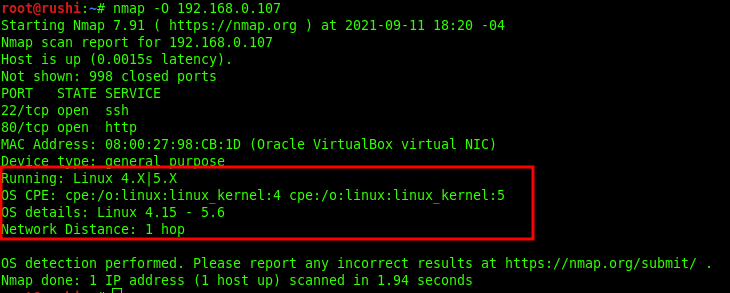 root@rushi:~# nmap -O 192.168.0.107
Starting Nmap 7.91 ( https://nmap.org ) at 2021-09-11 18:20 -04
Nmap scan report for 192.168.0.107
Host is up (0.0015s latency).
Not shown: 998 closed ports
PORT   STATE SERVICE
22/tcp open  ssh
80/tcp open  http
MAC Address: 08:00:27:98:CB:1D (Oracle VirtualBox virtual NIC)
Device type: general purpose
Running: Linux 4.X|5.X
OS CPE: cpe:/o:linux:linux_kernel:4 cpe:/o:linux:linux_kernel:5
OS details: Linux 4.15 - 5.6
Network Distance: 1 hop
OS detection performed. Please report any incorrect results at https://nmap.org/submit/ .
Nmap done: 1 IP address (1 host up) scanned in 1.94 seconds